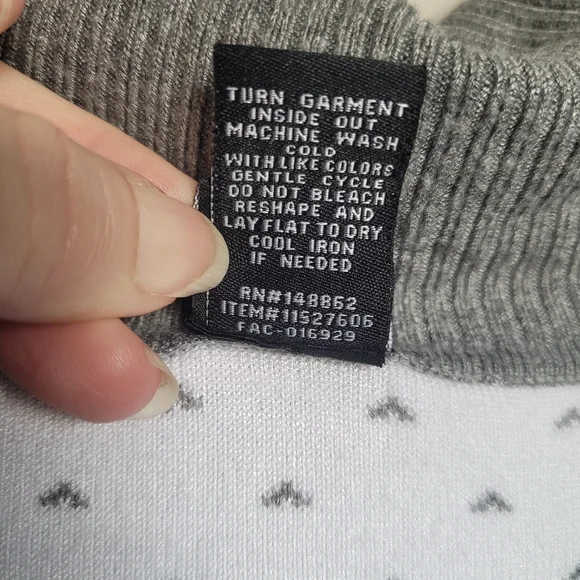 TURN GARMENT
INSIDE OUT
MACHINE WASH
COLD
WITH LIKE COLORS
GENTLE CYCLE
DO NOT BLEACH
RESHAPE AND
LAY FLAT TO DRY
COOL IRON
IF NEEDED
RN#148862
ITEM#11527606
FAC-016929